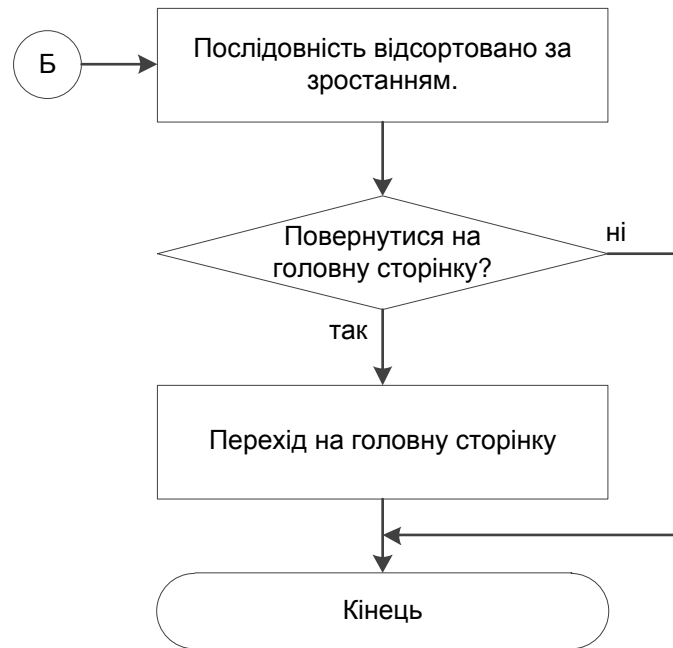 Б
Послідовність відсортовано за
зростанням.
Повернутися на
головну сторінку?
ні
так
Перехід на головну сторінку
Кінець